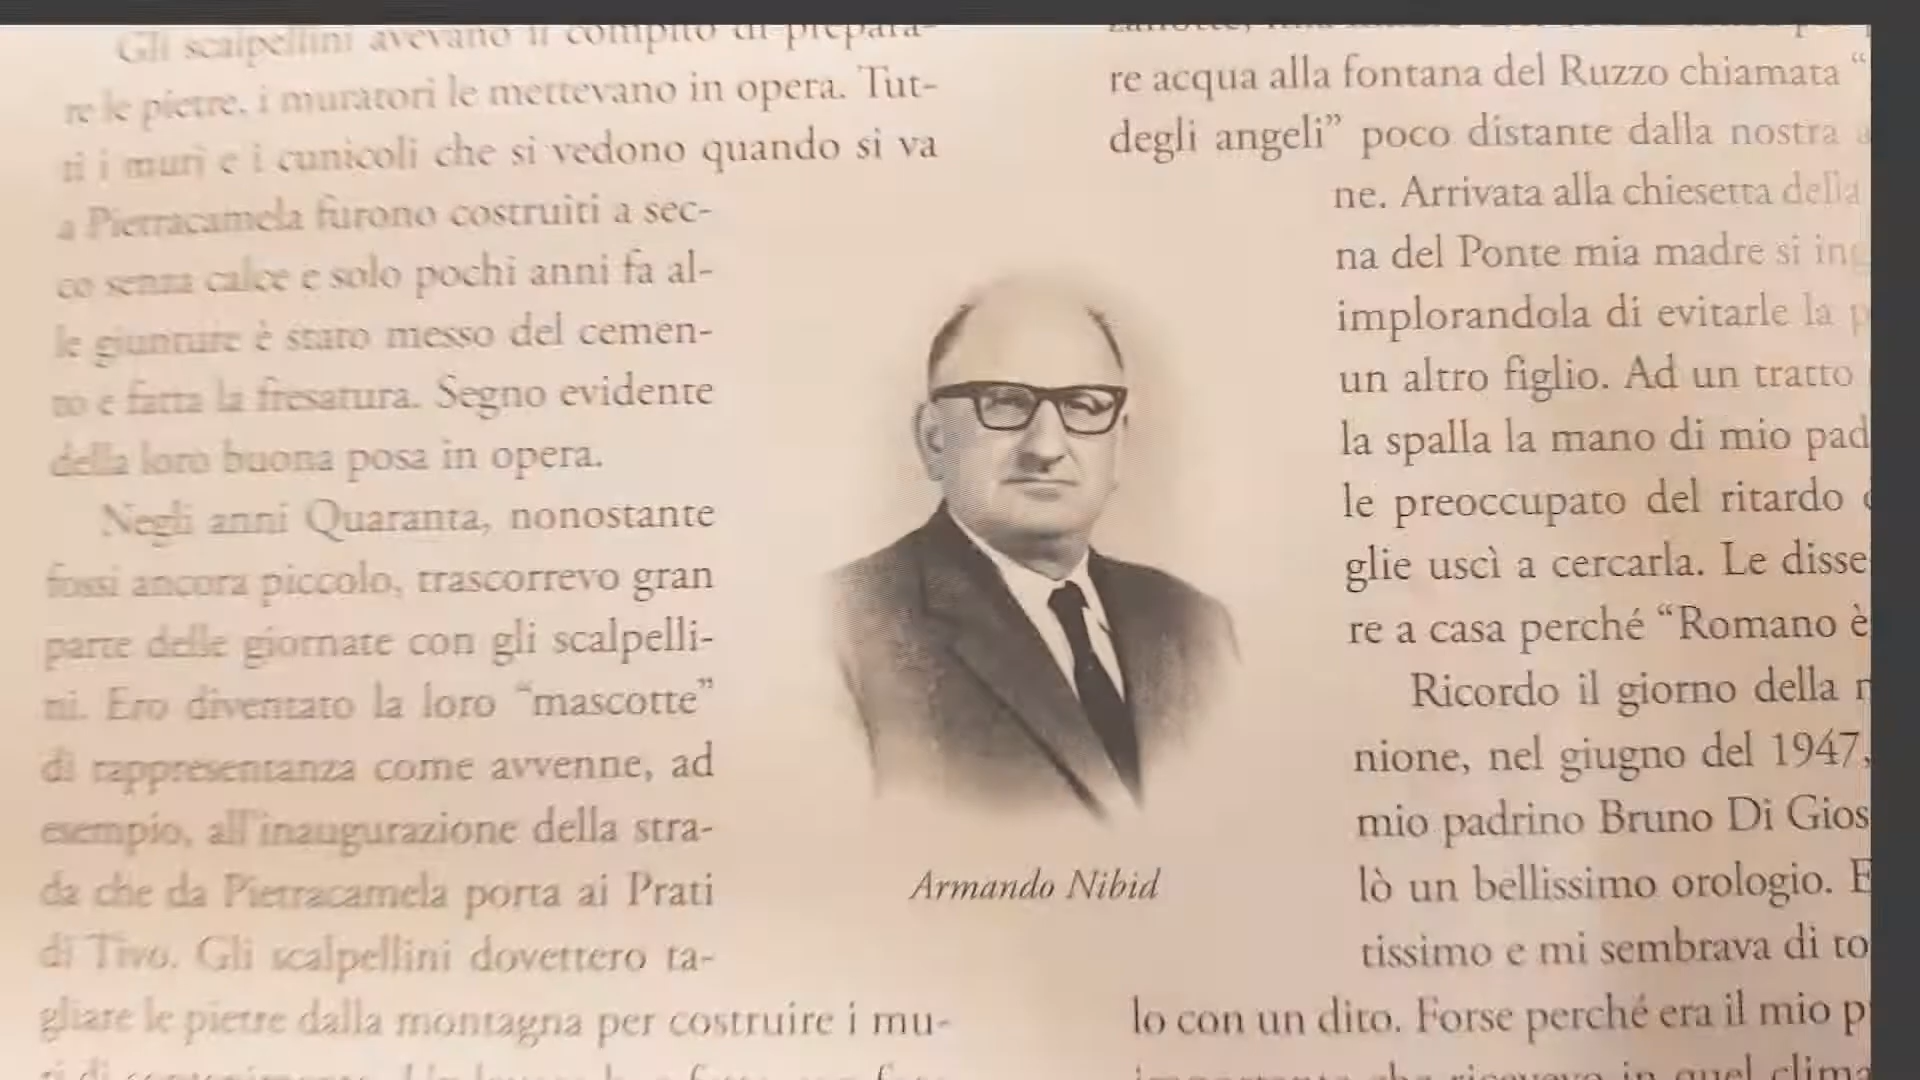 Gli scalpellini avevano il compito di prepara-
re le pietre, i muratori le mettevano in opera. Tut-
ti i muri e i cunicoli che si vedono quando si va
a Pietracamela furono costruiti a sec-
co senza calce e solo pochi anni fa al-
le giunture è stato messo del cemen-
to e fatta la fresatura. Segno evidente
della loro buona posa in opera.
Negli anni Quaranta, nonostante
fossi ancora piccolo, trascorrevo gran
parte delle giornate con gli scalpelli-
ni. Ero diventato la loro “mascotte”
di rappresentanza come avvenne, ad
esempio, all'inaugurazione della stra-
da che da Pietracamela porta ai Prati
di Tivo. Gli scalpellini dovettero ta-
gliare le pietre dalla montagna per costruire i mu-
Armando Nibid
re acqua alla fontana del Ruzzo chiamata “
degli angeli” poco distante dalla nostra
ne. Arrivata alla chiesetta della
na del Ponte mia madre si ing
implorandola di evitarle la p
un altro figlio. Ad un tratto
la spalla la mano di mio pad
le preoccupato del ritardo
glie uscì a cercarla. Le disse
re a casa perché “Romano è
Ricordo il giorno della
nione, nel giugno del 1947,
mio padrino Bruno Di Gios
lò un bellissimo orologio. E
tissimo e mi sembrava di to
lo con un dito. Forse perché era il mio p